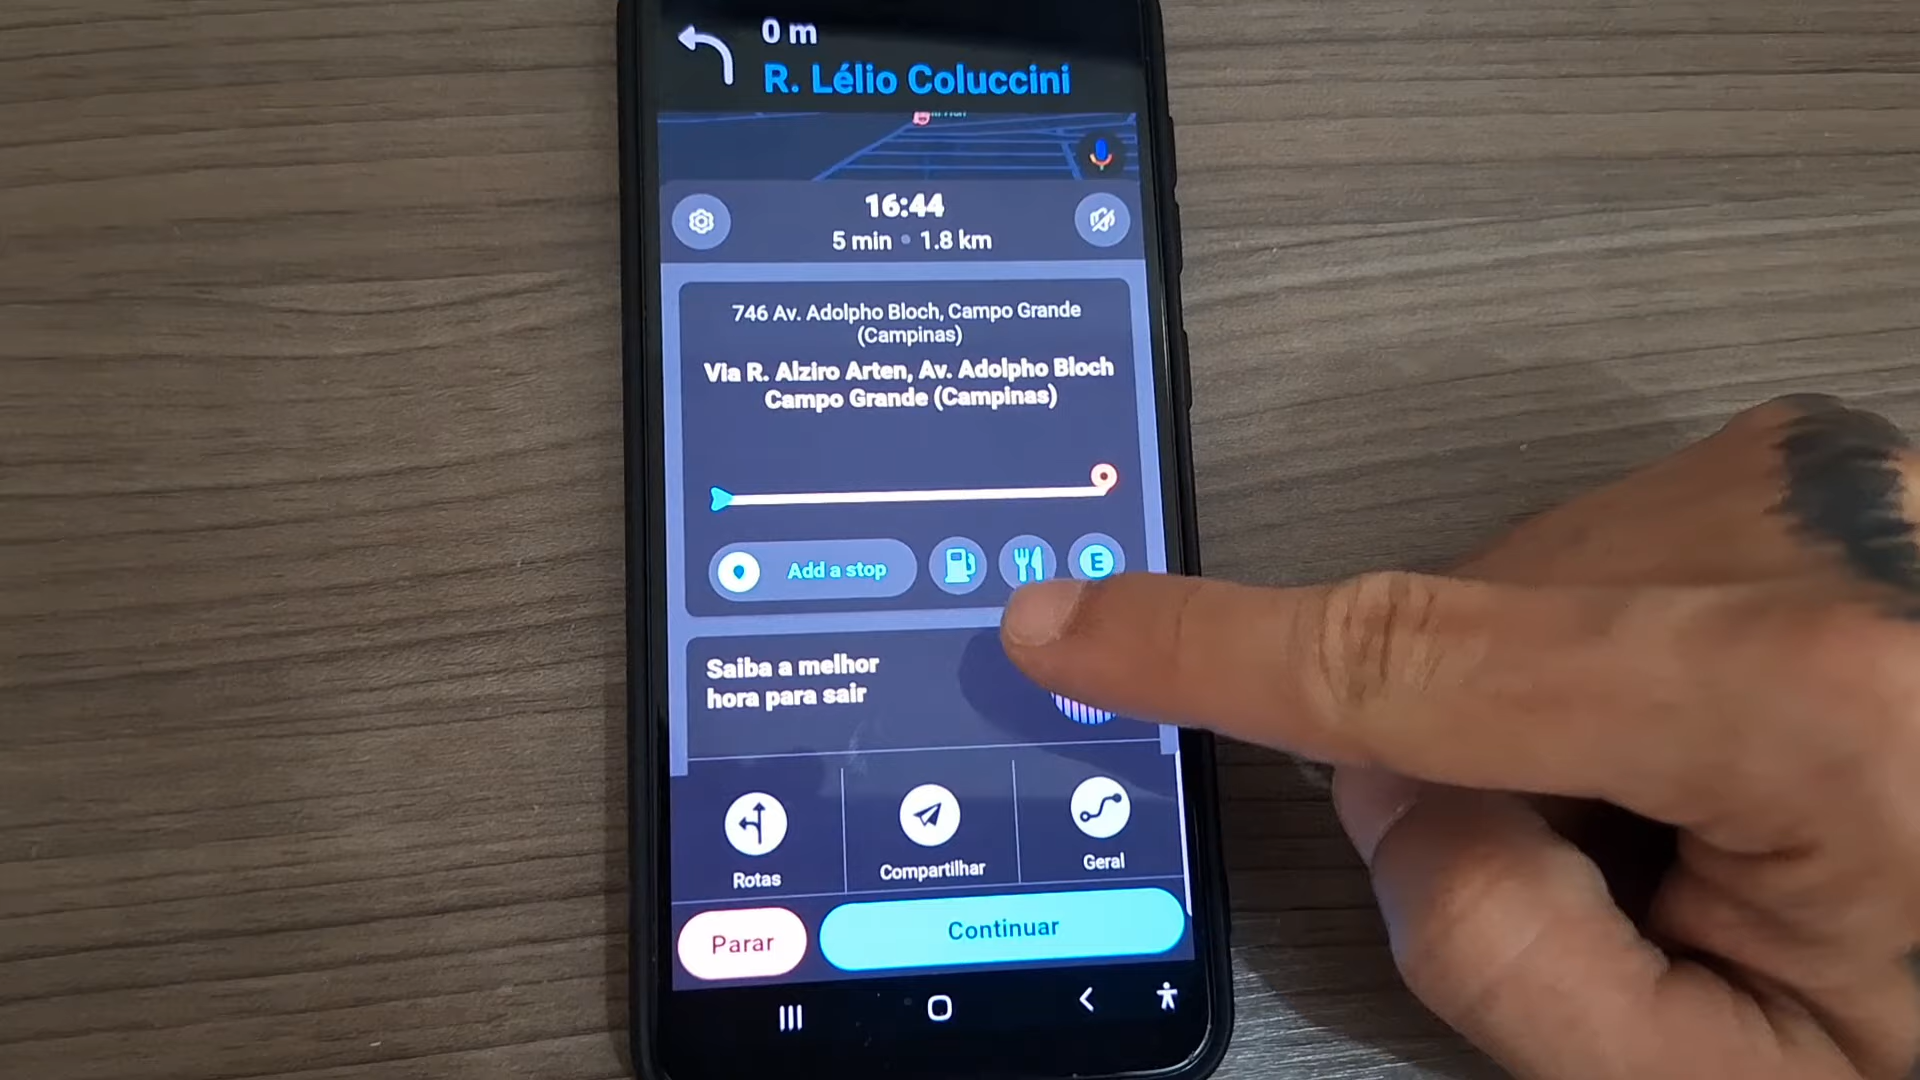 0 m
R. Lélio Coluccini
16:44
5 min • 1.8 km
746 Av. Adolpho Bloch, Campo Grande
(Campinas)
Via R. Alziro Arten, Av. Adolpho Bloch
Campo Grande (Campinas)
Add a stop
E
Saiba a melhor
hora para sair
Rotas
Compartilhar
Geral
Parar
Continuar